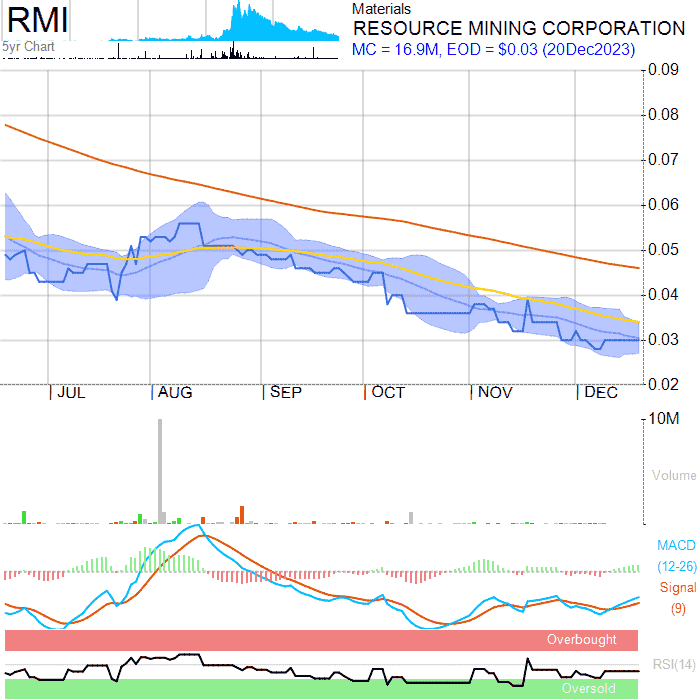 RMI
5yr Chart
Materials
RESOURCE MINING CORPORATION
MC = 16.9M, EOD = $0.03 (20Dec2023)
0.09
0.08
0.07
0.06
0.05
0.04
0.03
0.02
JUL AUG SEP OCT NOV DEC
10M
Volume
MACD
(12-26)
Signal
(9)
Overbought
RSI(14)
Oversold